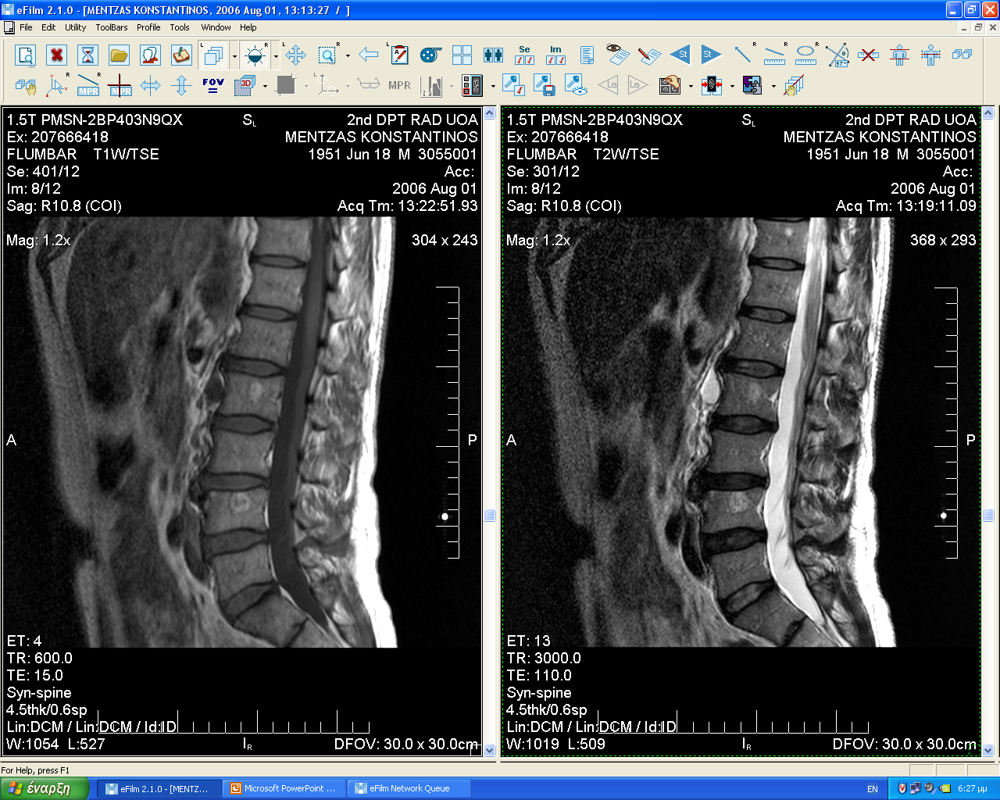 eFilm 2.1.0 - [MENTZAS KONSTANTINOS, 2006 Aug 01, 13:13:27 / ]
File Edit Utility ToolBars Profile Tools Window Help
L R L R L R Se Im R St St R R R 57°
R R MPR MPR FOV 3D MPR La La
1.5T PMSN-2BP403N9QX SL 2nd DPT RAD UOA
Ex: 207666418 MENTZAS KONSTANTINOS
FLUMBAR T1W/TSE 1951 Jun 18 M 3055001
Se: 401/12 Acc:
Im: 8/12 2006 Aug 01
Sag: R10.8 (COI) Acq Tm: 13:22:51.93
Mag: 1.2x 304 x 243
A P
ET: 4
TR: 600.0
TE: 15.0
Syn-spine
4.5thk/0.6sp
Lin:DCM / Lin:DCM / Id:ID
W:1054 L:527 IR DFOV: 30.0 x 30.0cm
1.5T PMSN-2BP403N9QX SL 2nd DPT RAD UOA
Ex: 207666418 MENTZAS KONSTANTINOS
FLUMBAR T2W/TSE 1951 Jun 18 M 3055001
Se: 301/12 Acc:
Im: 8/12 2006 Aug 01
Sag: R10.8 (COI) Acq Tm: 13:19:11.09
Mag: 1.2x 368 x 293
A P
ET: 13
TR: 3000.0
TE: 110.0
Syn-spine
4.5thk/0.6sp
Lin:DCM / Lin:DCM / Id:ID
W:1019 L:509 IR DFOV: 30.0 x 30.0cm
For Help, press F1
έναρξη eFilm 2.1.0 - [MENTZ... Microsoft PowerPoint ... eFilm Network Queue EN 6:27 μμ